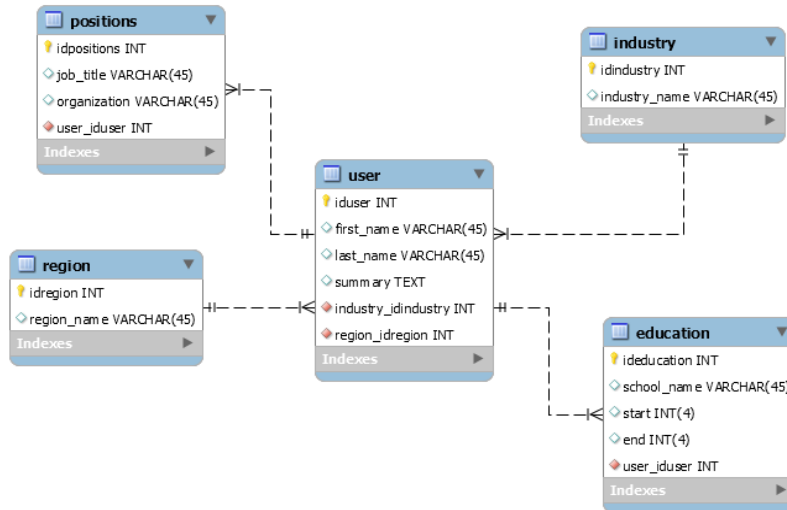 positions
idpositions INT
job_title VARCHAR(45)
organization VARCHAR(45)
user_iduser INT
Indexes
industry
idindustry INT
industry_name VARCHAR(45)
Indexes
user
iduser INT
first_name VARCHAR(45)
last_name VARCHAR(45)
summary TEXT
industry_idindustry INT
region_idregion INT
Indexes
region
idregion INT
region_name VARCHAR(45)
Indexes
education
ideducation INT
school_name VARCHAR(45)
start INT(4)
end INT(4)
user_iduser INT
Indexes